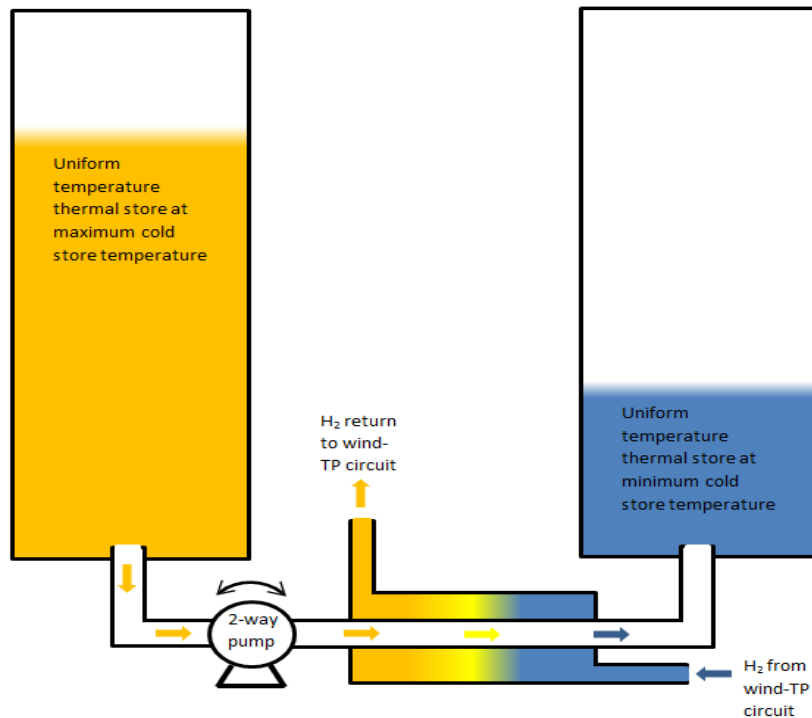 Uniform
temperature
thermal store at
maximum cold
store temperature
Uniform
temperature
thermal store at
minimum cold
store temperature
H₂ return
to wind-
TP circuit
2-way
pump
H₂ from
wind-TP
circuit